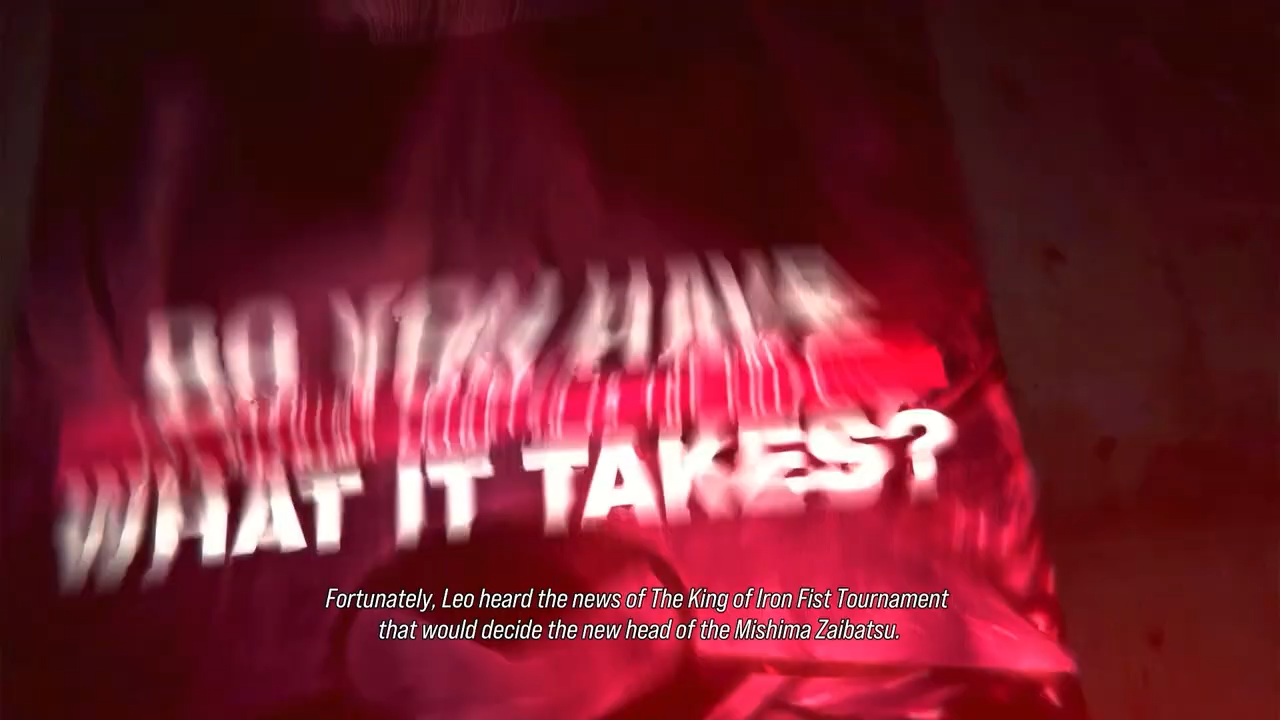 DO YOU HAVE
WHAT IT TAKES?
Fortunately, Leo heard the news of The King of Iron Fist Tournament
that would decide the new head of the Mishima Zaibatsu.